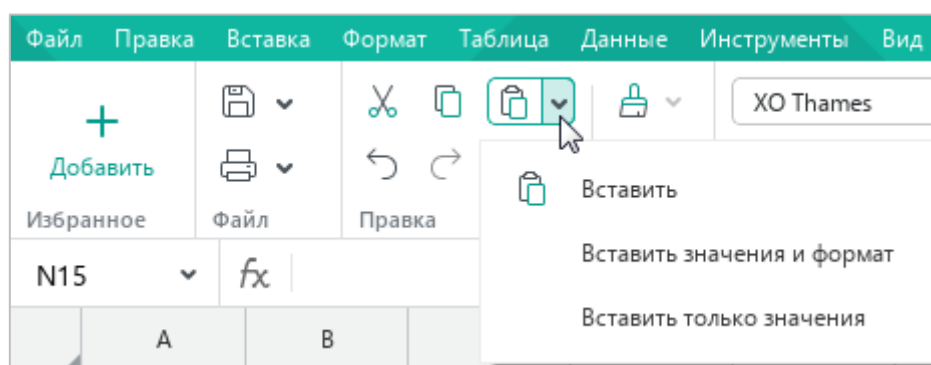 Файл Правка Вставка Формат Таблица Данные Инструменты Вид
XO Thames
Добавить
Избранное Файл Правка
Вставить
Вставить значения и формат
Вставить только значения
N15 fx
A B